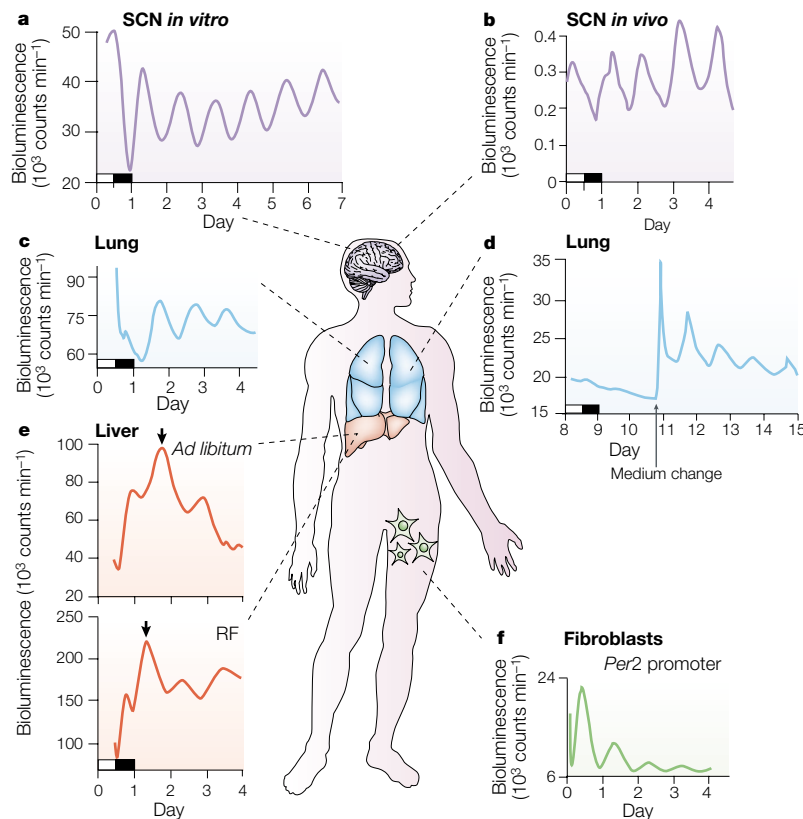 a SCN in vitro
Bioluminescence
(10³ counts min⁻¹)
50
40
30
20
0 1 2 3 4 5 6 7
Day
b SCN in vivo
Bioluminescence
(10³ counts min⁻¹)
0.4
0.3
0.2
0.1
0
0 1 2 3 4
Day
c Lung
Bioluminescence
(10³ counts min⁻¹)
90
75
60
0 1 2 3 4
Day
d Lung
Bioluminescence
(10³ counts min⁻¹)
35
30
25
20
15
8 9 10 11 12 13 14 15
Day
Medium change
e Liver
Ad libitum
Bioluminescence (10³ counts min⁻¹)
100
80
60
40
20
0 1 2 3 4
RF
250
200
150
100
0 1 2 3 4
Day
f Fibroblasts
Per2 promoter
Bioluminescence
(10³ counts min⁻¹)
24
6
0 1 2 3 4
Day